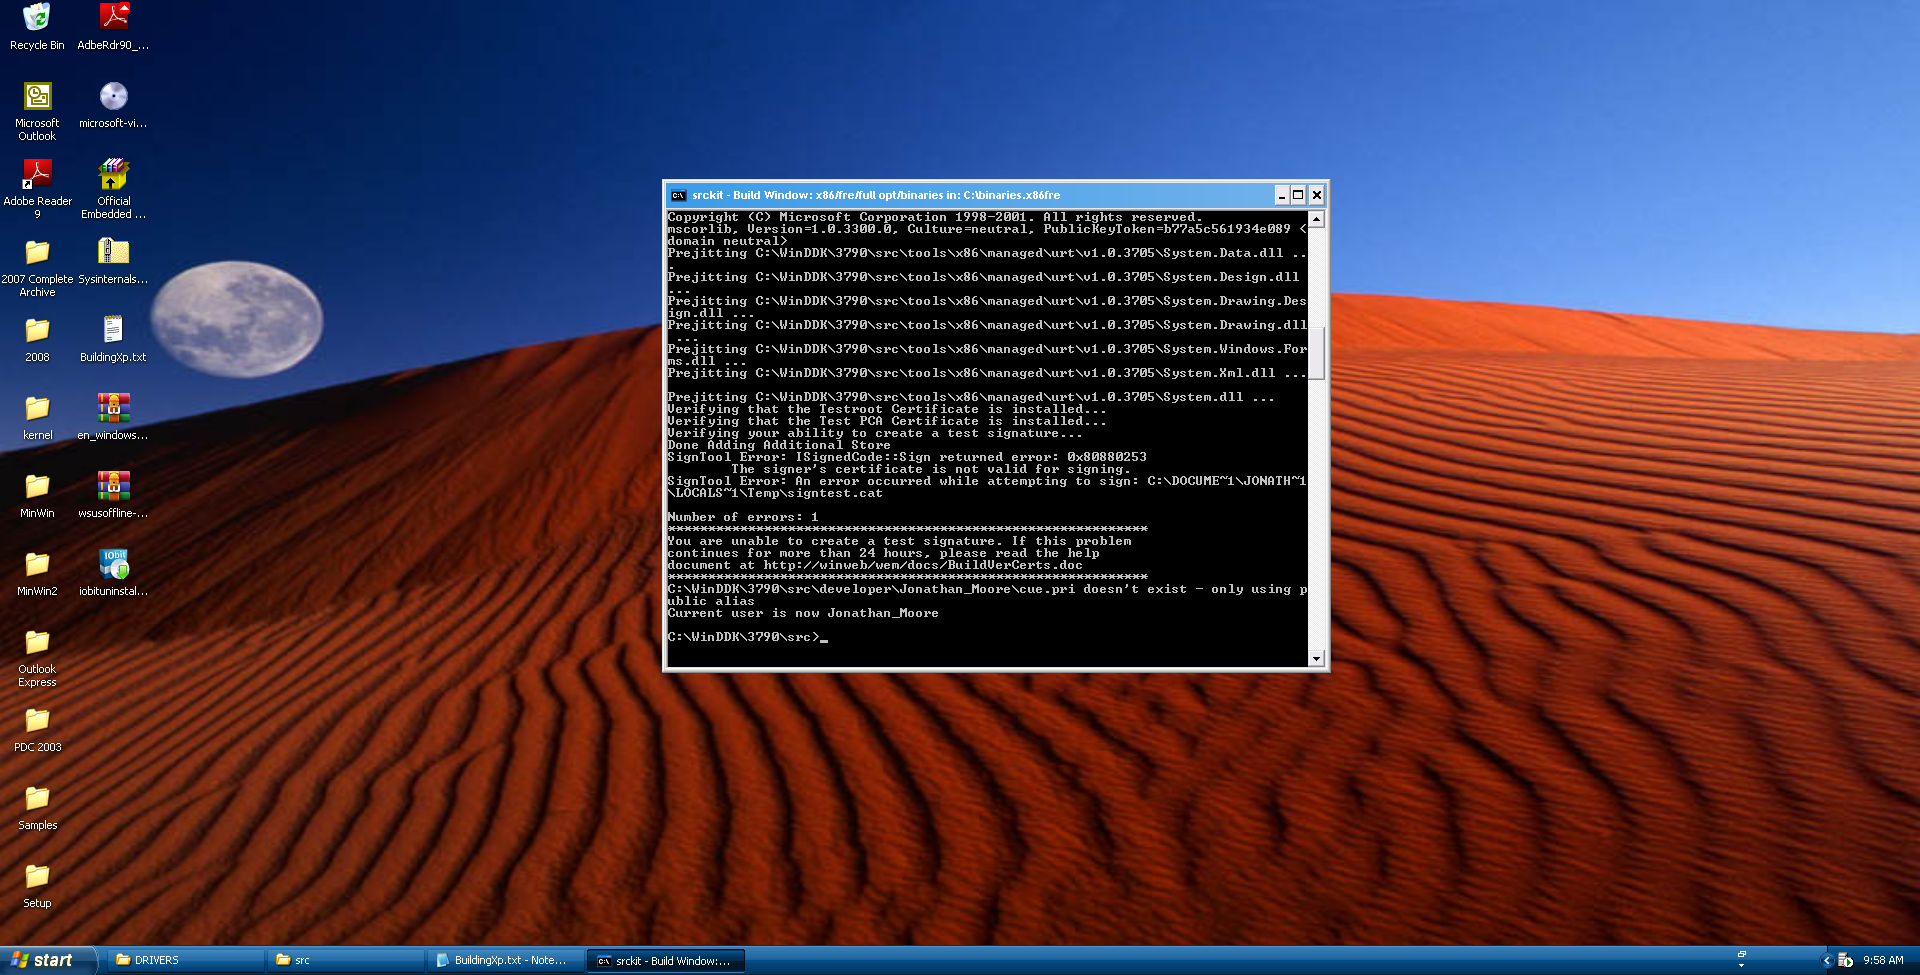 Recycle Bin
AdbeRdr90_...
Microsoft
Outlook
microsoft-vi...
Adobe Reader
9
Official
Embedded ...
2007 Complete
Archive
Sysinternals...
2008
BuildingXp.txt
kernel
en_windows...
MinWin
wsusoffline-...
MinWin2
IObit
iobituninstal...
Outlook
Express
PDC 2003
Samples
Setup
C:\ srckit - Build Window: x86/fre/full opt/binaries in: C:\binaries.x86fre
Copyright (C) Microsoft Corporation 1998-2001. All rights reserved.
mscorlib, Version=1.0.3300.0, Culture=neutral, PublicKeyToken=b77a5c561934e089 <
domain neutral>
Prejitting C:\WinDDK\3790\src\tools\x86\managed\urt\v1.0.3705\System.Data.dll ..
.
Prejitting C:\WinDDK\3790\src\tools\x86\managed\urt\v1.0.3705\System.Design.dll
...
Prejitting C:\WinDDK\3790\src\tools\x86\managed\urt\v1.0.3705\System.Drawing.Des
ign.dll ...
Prejitting C:\WinDDK\3790\src\tools\x86\managed\urt\v1.0.3705\System.Drawing.dll
...
Prejitting C:\WinDDK\3790\src\tools\x86\managed\urt\v1.0.3705\System.Windows.For
ms.dll ...
Prejitting C:\WinDDK\3790\src\tools\x86\managed\urt\v1.0.3705\System.Xml.dll ...
Prejitting C:\WinDDK\3790\src\tools\x86\managed\urt\v1.0.3705\System.dll ...
Verifying that the Testroot Certificate is installed...
Verifying that the Test PCA Certificate is installed...
Verifying your ability to create a test signature...
Done Adding Additional Store
SignTool Error: ISignedCode::Sign returned error: 0x80880253
The signer's certificate is not valid for signing.
SignTool Error: An error occurred while attempting to sign: C:\DOCUME~1\JONATH~1
\LOCALS~1\Temp\signtest.cat
Number of errors: 1
************************************************************
You are unable to create a test signature. If this problem
continues for more than 24 hours, please read the help
document at http://winweb/wem/docs/BuildVerCerts.doc
************************************************************
C:\WinDDK\3790\src\developer\Jonathan_Moore\cue.pri doesn't exist - only using p
ublic alias
Current user is now Jonathan_Moore
C:\WinDDK\3790\src>_
start
DRIVERS
src
BuildingXp.txt - Note...
C:\ srckit - Build Window:...
9:58 AM